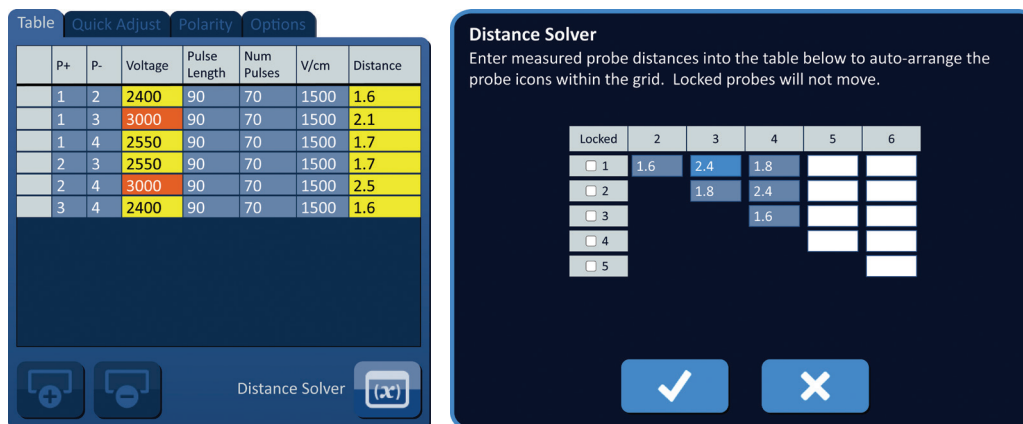 Table Quick Adjust Polarity Options
P+ P- Voltage Pulse Length Num Pulses V/cm Distance
1 2 2400 90 70 1500 1.6
1 3 3000 90 70 1500 2.1
1 4 2550 90 70 1500 1.7
2 3 2550 90 70 1500 1.7
2 4 3000 90 70 1500 2.5
3 4 2400 90 70 1500 1.6
Distance Solver (x)
Distance Solver
Enter measured probe distances into the table below to auto-arrange the
probe icons within the grid. Locked probes will not move.
Locked 2 3 4 5 6
1 1.6 2.4 1.8
2 1.8 2.4
3 1.6
4
5